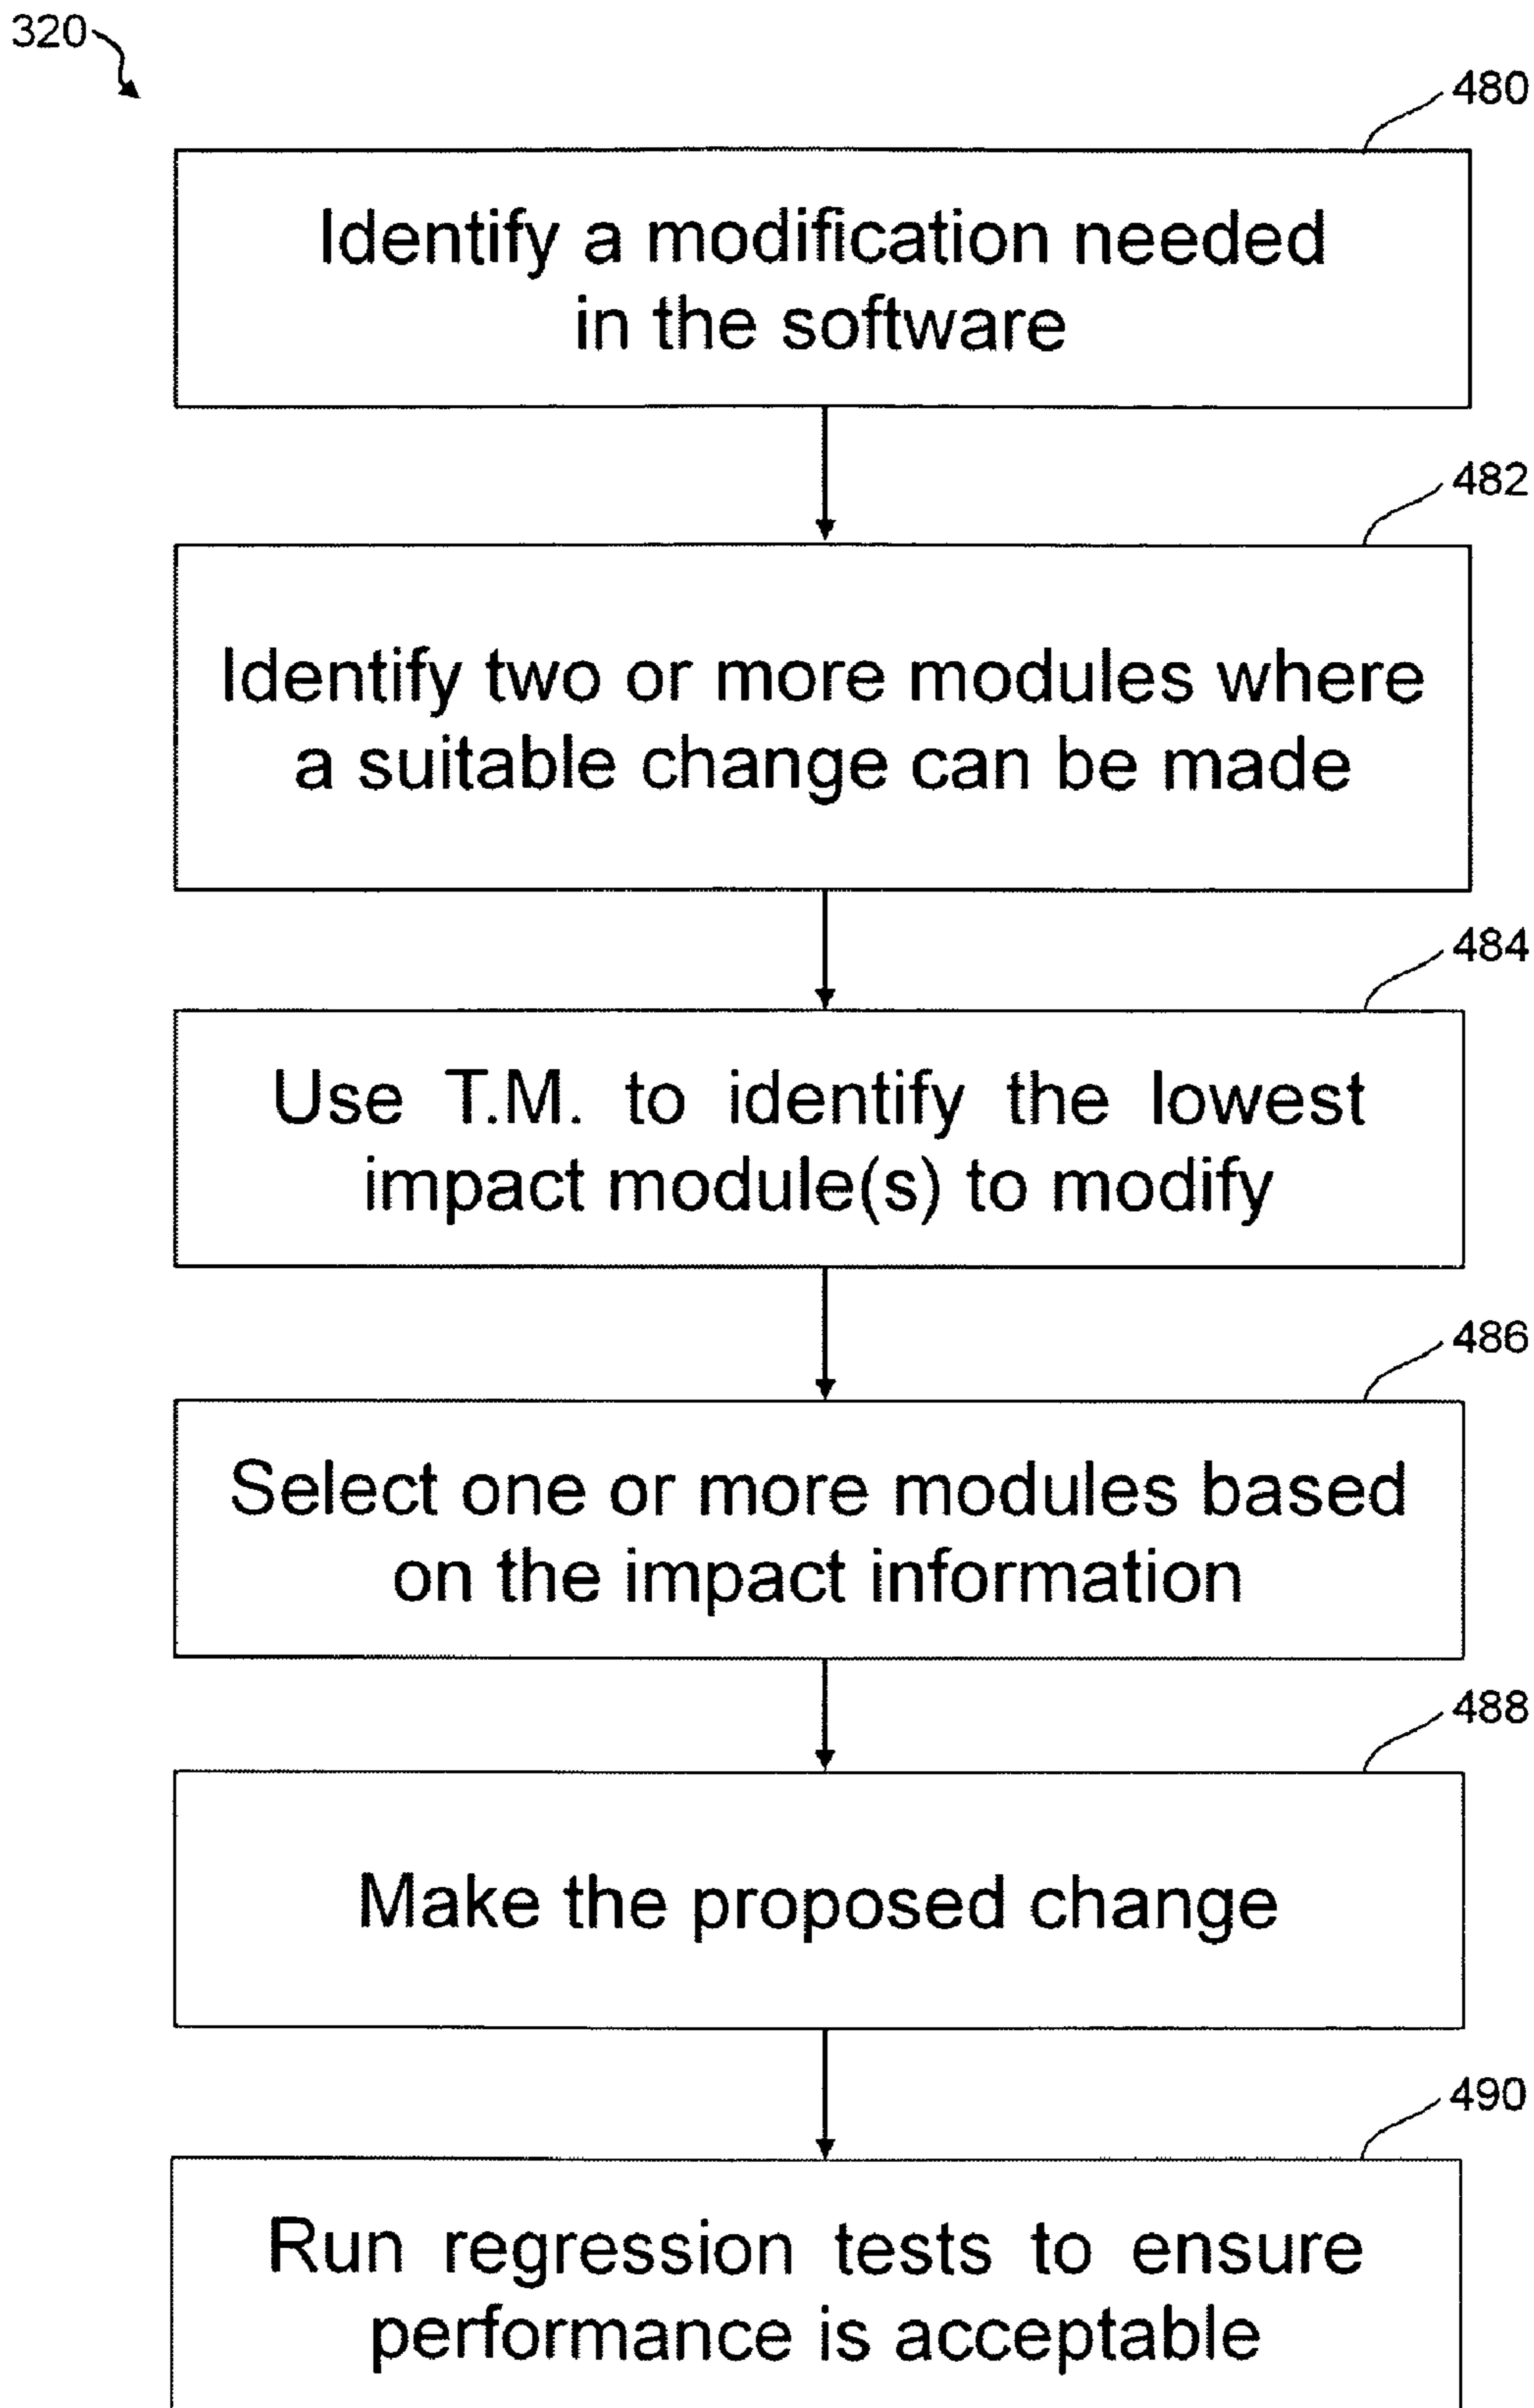 320
480
Identify a modification needed
in the software
482
Identify two or more modules where
a suitable change can be made
484
Use T.M. to identify the lowest
impact module(s) to modify
486
Select one or more modules based
on the impact information
488
Make the proposed change
490
Run regression tests to ensure
performance is acceptable